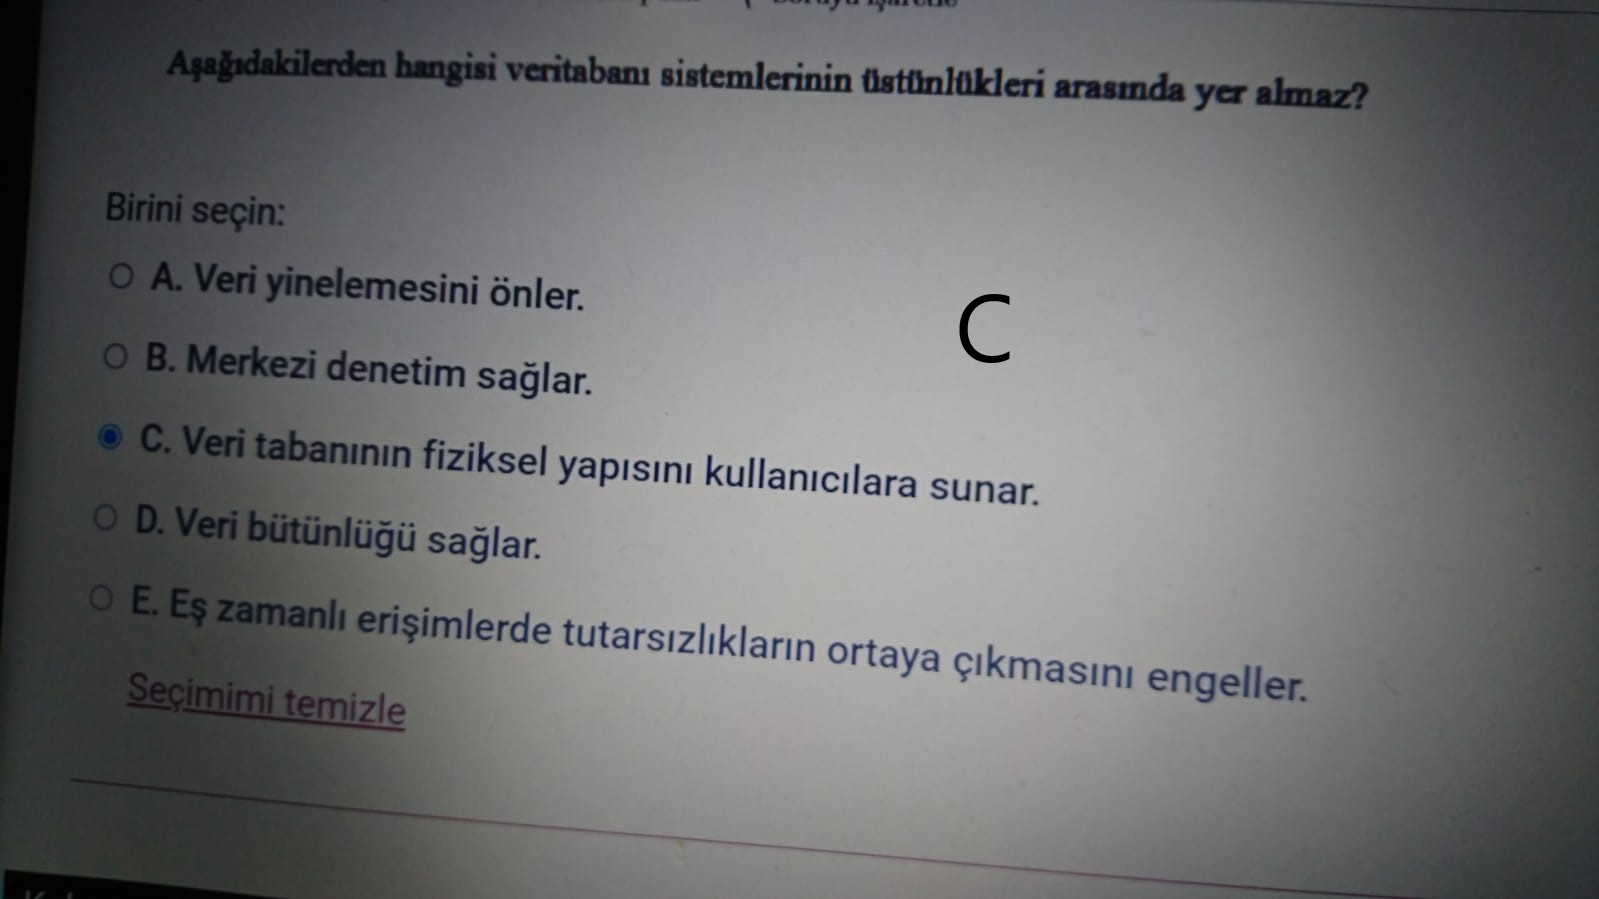 Aşağıdakilerden hangisi veritabanı sistemlerinin üstünlükleri arasında yer almaz?
Birini seçin:
A. Veri yinelemesini önler.
C
B. Merkezi denetim sağlar.
C. Veri tabanının fiziksel yapısını kullanıcılara sunar.
D. Veri bütünlüğü sağlar.
E. Eş zamanlı erişimlerde tutarsızlıkların ortaya çıkmasını engeller.
Seçimimi temizle